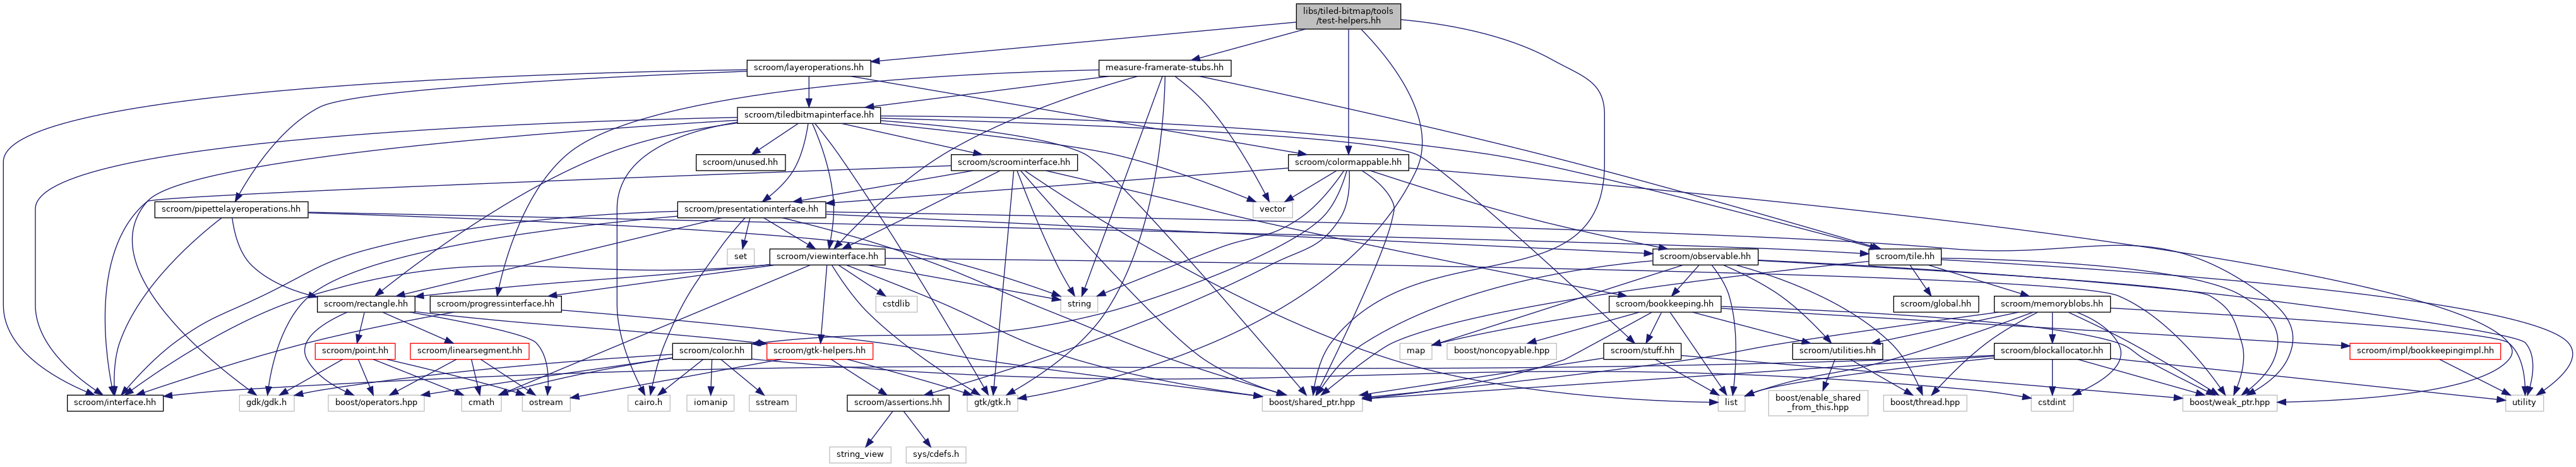 libs/tiled-bitmap/tools
/test-helpers.hh
scroom/layeroperations.hh
measure-framerate-stubs.hh
scroom/tiledbitmapinterface.hh
scroom/unused.hh
scroom/scroominterface.hh
scroom/colormappable.hh
scroom/pipettelayeroperations.hh
scroom/presentationinterface.hh
vector
set
scroom/viewinterface.hh
scroom/observable.hh
scroom/tile.hh
scroom/rectangle.hh
scroom/progressinterface.hh
cstdlib
string
scroom/bookkeeping.hh
scroom/global.hh
scroom/memoryblobs.hh
scroom/point.hh
scroom/linearsegment.hh
scroom/color.hh
scroom/gtk-helpers.hh
map
boost/noncopyable.hpp
scroom/stuff.hh
scroom/utilities.hh
scroom/blockallocator.hh
scroom/impl/bookkeepingimpl.hh
scroom/interface.hh
gdk/gdk.h
boost/operators.hpp
cmath
ostream
cairo.h
iomanip
sstream
scroom/assertions.hh
gtk/gtk.h
boost/shared_ptr.hpp
list
boost/enable_shared
_from_this.hpp
boost/thread.hpp
cstdint
boost/weak_ptr.hpp
utility
string_view
sys/cdefs.h